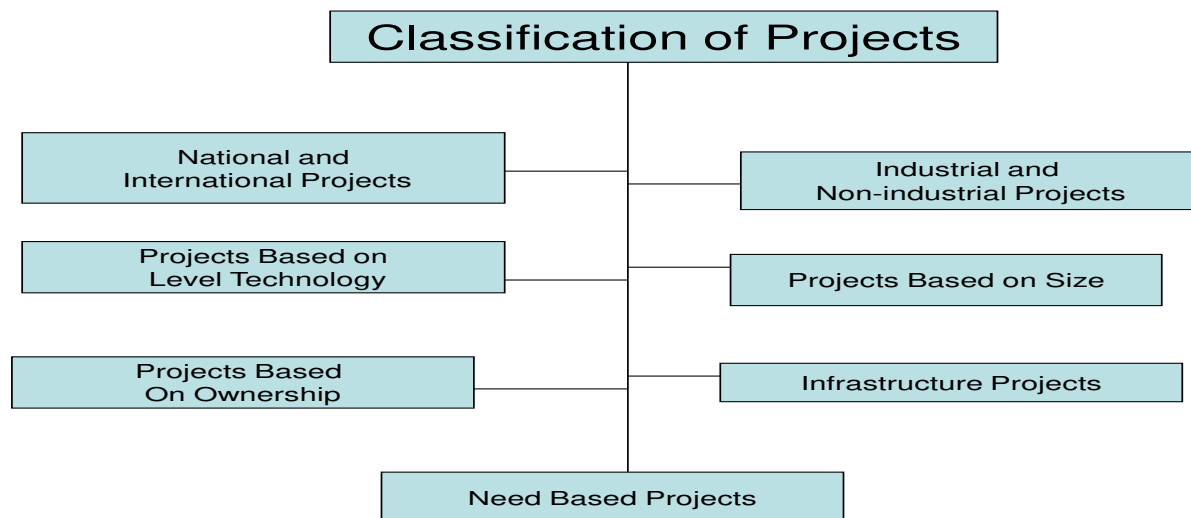 Classification of Projects
National and
International Projects
Industrial and
Non-industrial Projects
Projects Based on
Level Technology
Projects Based on Size
Projects Based
On Ownership
Infrastructure Projects
Need Based Projects